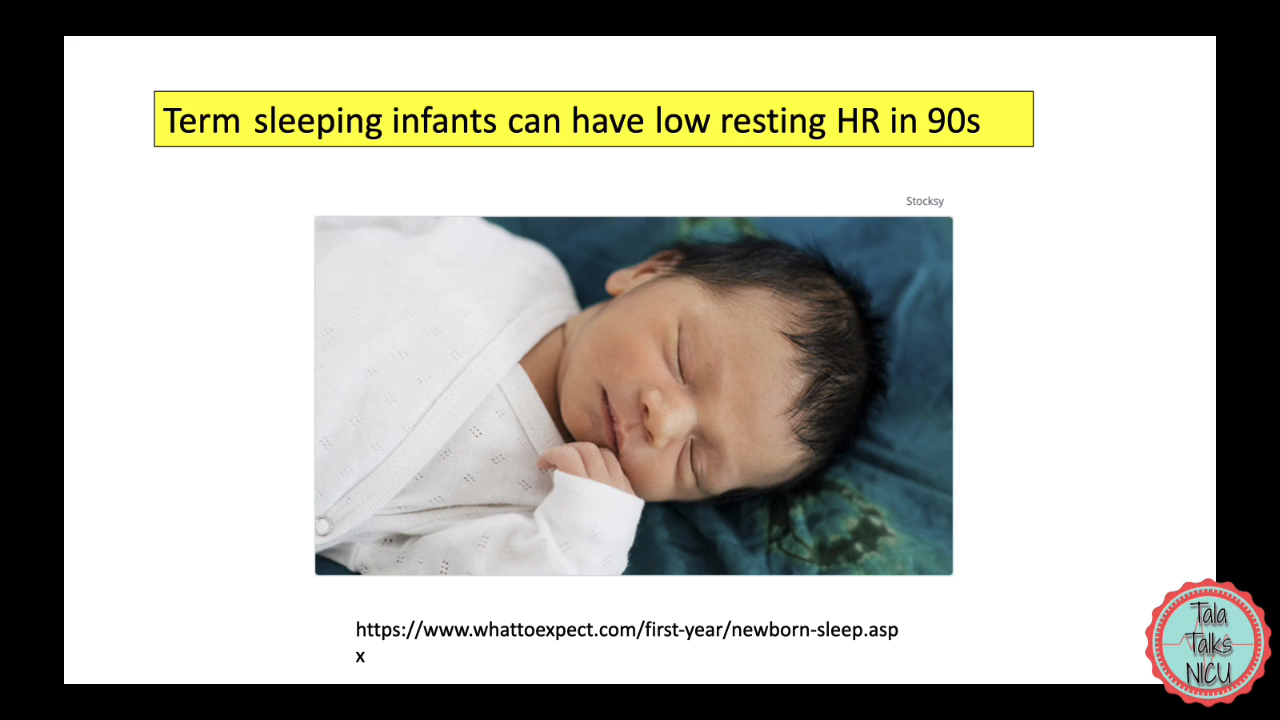 Term sleeping infants can have low resting HR in 90s
Stocksy
https://www.whattoexpect.com/first-year/newborn-sleep.asp
x
Tala
Talks
NICU